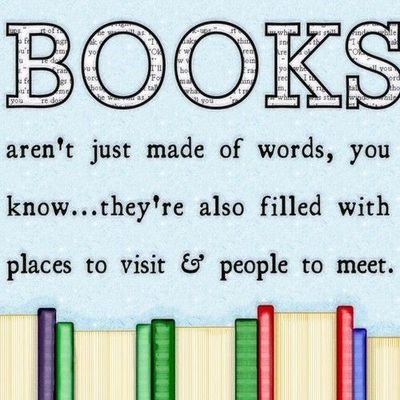 BOOKS
aren't just made of words, you
know...they're also filled with
places to visit & people to meet.